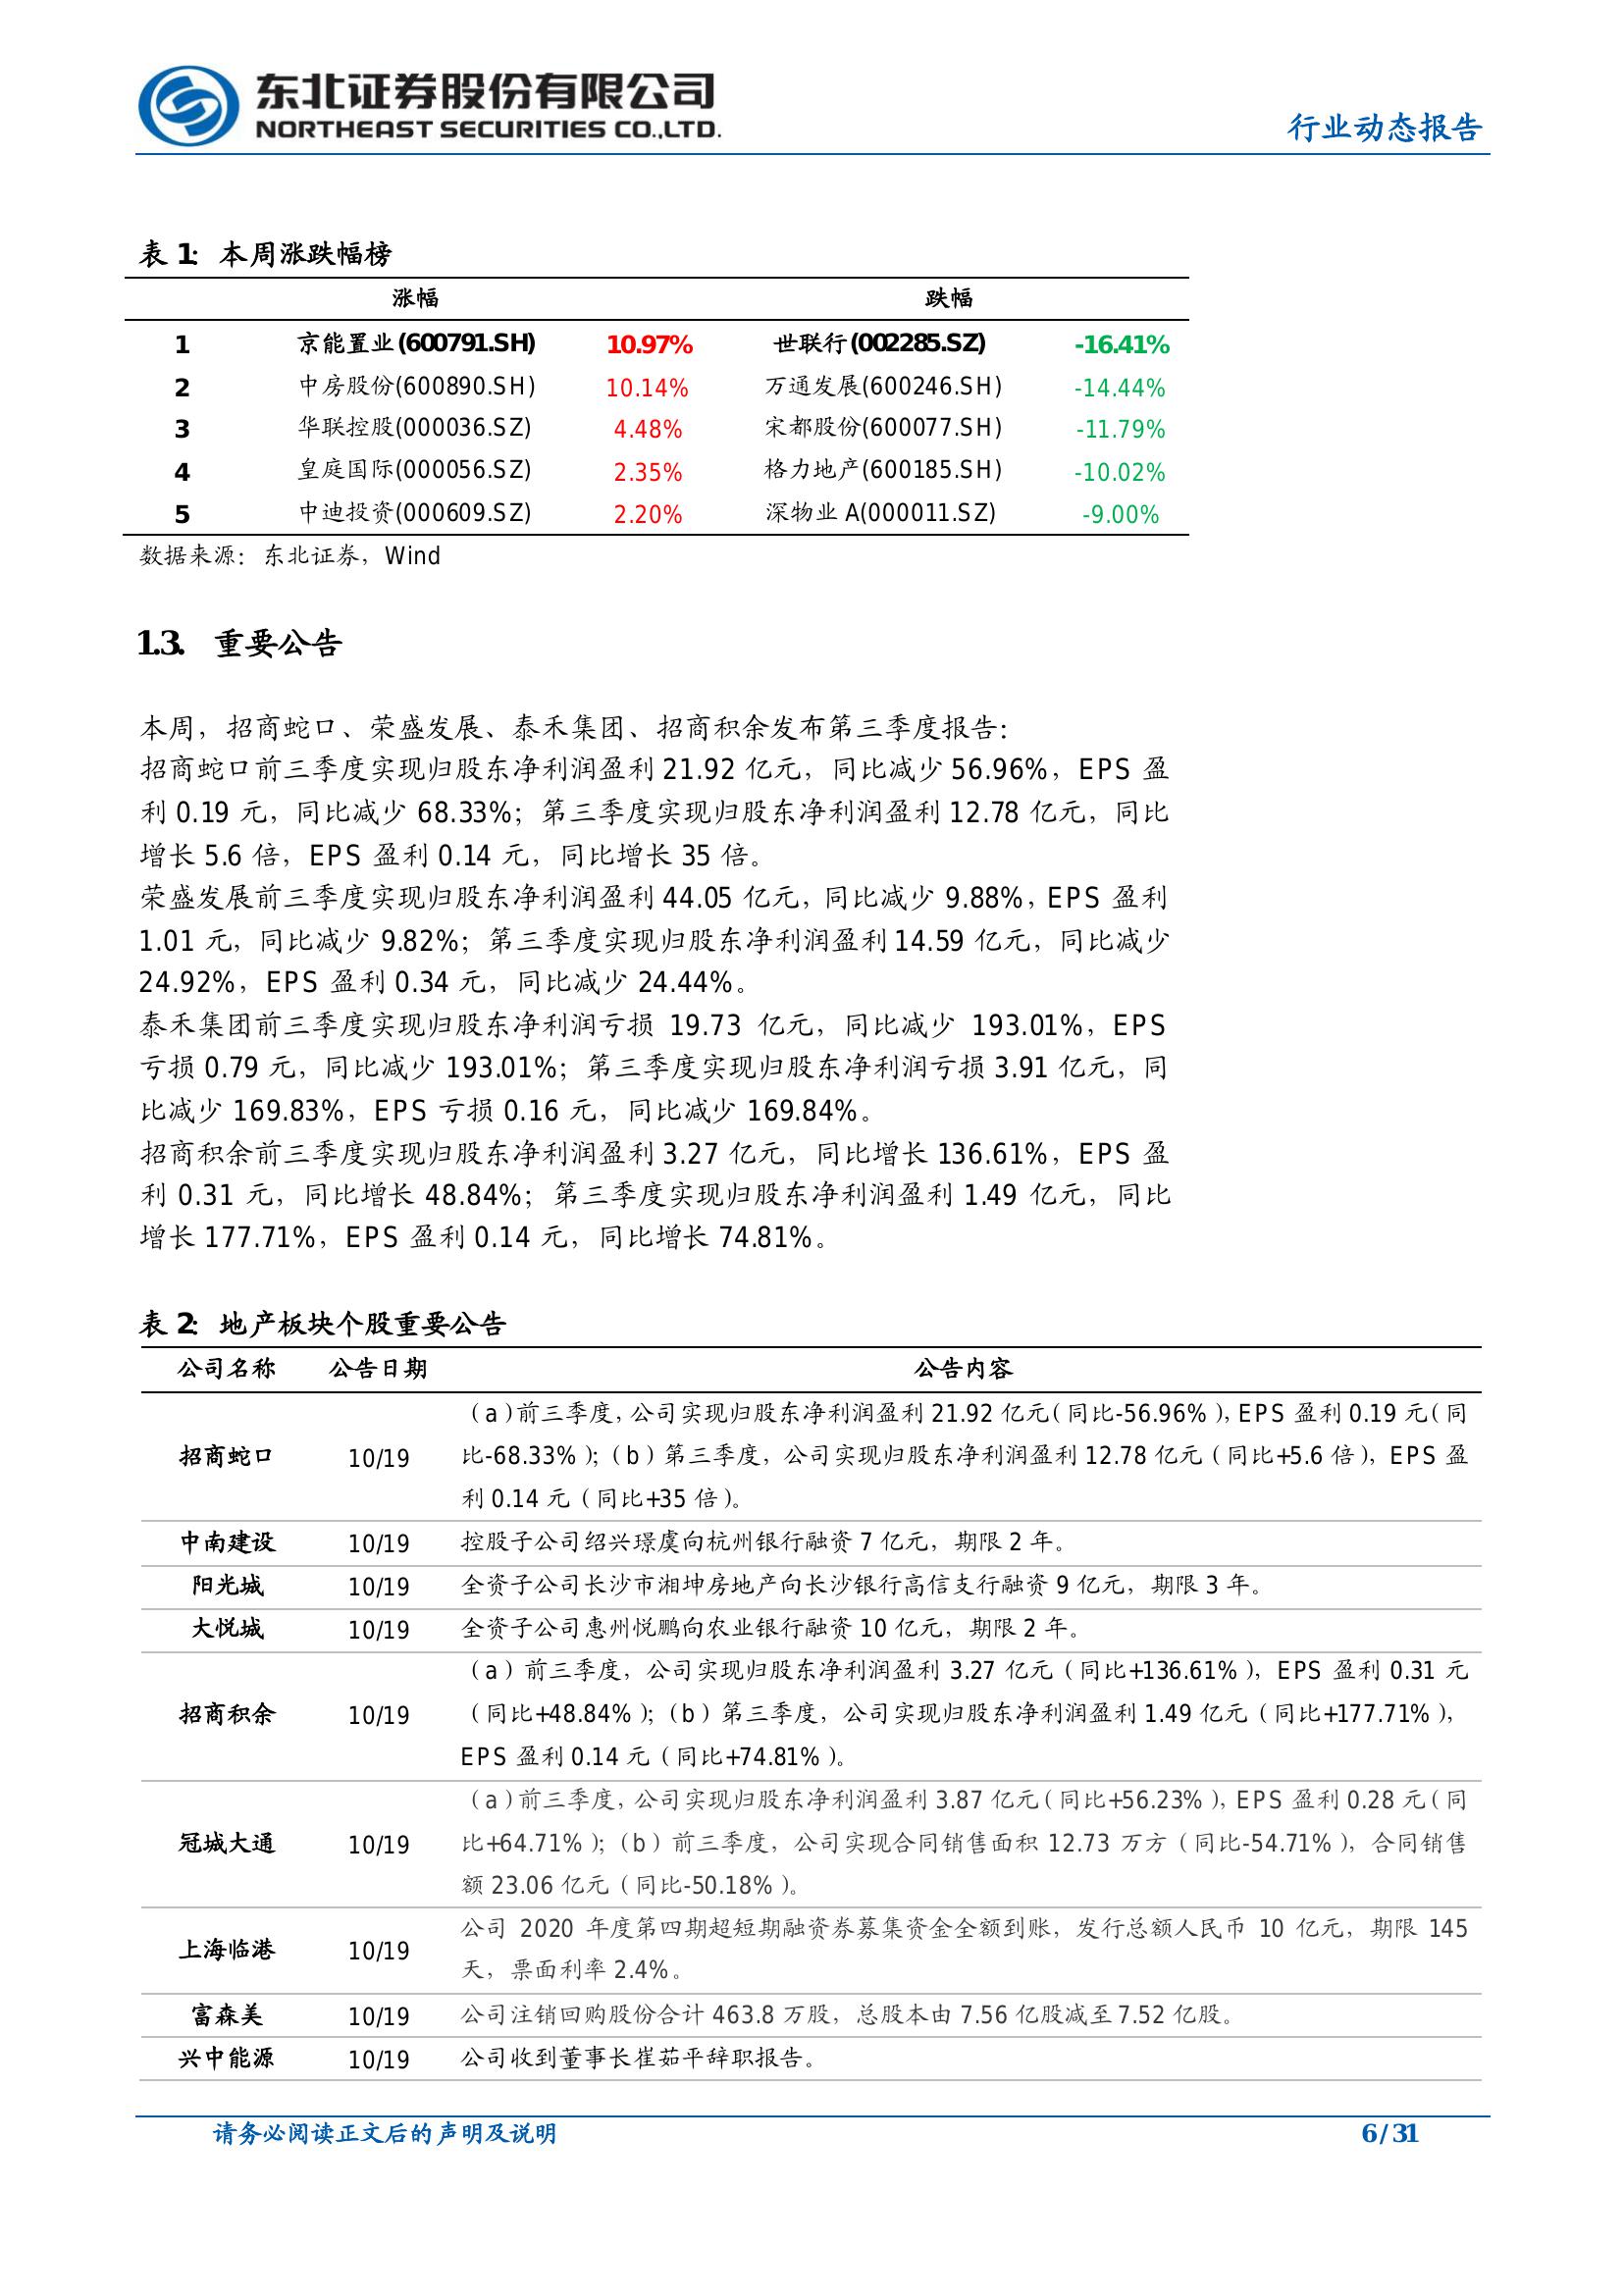 东北证券股份有限公司
NORTHEAST SECURITIES CO.,LTD.
行业动态报告
表 1: 本周涨跌幅榜
涨幅 跌幅
1 京能置业(600791.SH) 10.97% 世联行(002285.SZ) -16.41%
2 中房股份(600890.SH) 10.14% 万通发展(600246.SH) -14.44%
3 华联控股(000036.SZ) 4.48% 宋都股份(600077.SH) -11.79%
4 皇庭国际(000056.SZ) 2.35% 格力地产(600185.SH) -10.02%
5 中迪投资(000609.SZ) 2.20% 深物业 A(000011.SZ) -9.00%
数据来源：东北证券，Wind
1.3. 重要公告
本周，招商蛇口、荣盛发展、泰禾集团、招商积余发布第三季度报告：
招商蛇口前三季度实现归股东净利润盈利 21.92 亿元，同比减少 56.96%，EPS 盈
利 0.19 元，同比减少 68.33%；第三季度实现归股东净利润盈利 12.78 亿元，同比
增长 5.6 倍，EPS 盈利 0.14 元，同比增长 35 倍。
荣盛发展前三季度实现归股东净利润盈利 44.05 亿元，同比减少 9.88%，EPS 盈利
1.01 元，同比减少 9.82%；第三季度实现归股东净利润盈利 14.59 亿元，同比减少
24.92%，EPS 盈利 0.34 元，同比减少 24.44%。
泰禾集团前三季度实现归股东净利润亏损 19.73 亿元，同比减少 193.01%，EPS
亏损 0.79 元，同比减少 193.01%；第三季度实现归股东净利润亏损 3.91 亿元，同
比减少 169.83%，EPS 亏损 0.16 元，同比减少 169.84%。
招商积余前三季度实现归股东净利润盈利 3.27 亿元，同比增长 136.61%，EPS 盈
利 0.31 元，同比增长 48.84%；第三季度实现归股东净利润盈利 1.49 亿元，同比
增长 177.71%，EPS 盈利 0.14 元，同比增长 74.81%。
表 2: 地产板块个股重要公告
公司名称 公告日期 公告内容
（a）前三季度，公司实现归股东净利润盈利 21.92 亿元（同比-56.96%），EPS 盈利 0.19 元（同
招商蛇口 10/19 比-68.33%）；（b）第三季度，公司实现归股东净利润盈利 12.78 亿元（同比+5.6 倍），EPS 盈
利 0.14 元（同比+35 倍）。
中南建设 10/19 控股子公司绍兴璟虞向杭州银行融资 7 亿元，期限 2 年。
阳光城 10/19 全资子公司长沙市湘坤房地产向长沙银行高信支行融资 9 亿元，期限 3 年。
大悦城 10/19 全资子公司惠州悦鹏向农业银行融资 10 亿元，期限 2 年。
（a）前三季度，公司实现归股东净利润盈利 3.27 亿元（同比+136.61%），EPS 盈利 0.31 元
招商积余 10/19 （同比+48.84%）；（b）第三季度，公司实现归股东净利润盈利 1.49 亿元（同比+177.71%），
EPS 盈利 0.14 元（同比+74.81%）。
（a）前三季度，公司实现归股东净利润盈利 3.87 亿元（同比+56.23%），EPS 盈利 0.28 元（同
冠城大通 10/19 比+64.71%）；（b）前三季度，公司实现合同销售面积 12.73 万方（同比-54.71%），合同销售
额 23.06 亿元（同比-50.18%）。
公司 2020 年度第四期超短期融资券募集资金全额到账，发行总额人民币 10 亿元，期限 145
上海临港 10/19 天，票面利率 2.4%。
富森美 10/19 公司注销回购股份合计 463.8 万股，总股本由 7.56 亿股减至 7.52 亿股。
兴中能源 10/19 公司收到董事长崔茹平辞职报告。
请务必阅读正文后的声明及说明 6 / 31